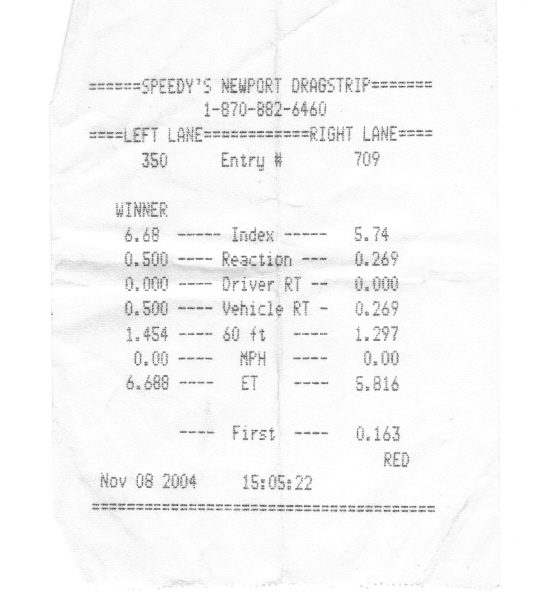 ======SPEEDY'S NEWPORT DRAGSTRIP=======
1-870-882-6460
====LEFT LANE============RIGHT LANE====
350 Entry # 709
WINNER
6.68 ----- Index ----- 5.74
0.500 ---- Reaction --- 0.269
0.000 ---- Driver RT -- 0.000
0.500 ---- Vehicle RT - 0.269
1.454 ---- 60 ft ---- 1.297
0.00 ---- MPH ---- 0.00
6.688 ---- ET ---- 5.816
---- First ---- 0.163
RED
Nov 08 2004 15:05:22
=======================================